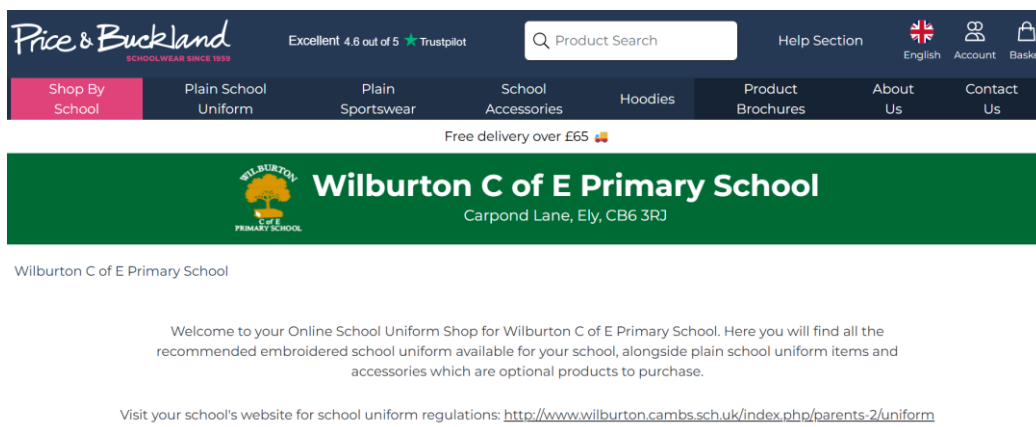 Price & Buckland
SCHOOLWEAR SINCE 1959
Excellent 4.6 out of 5 Trustpilot
Product Search
Help Section
English
Account
Shop By School
Plain School Uniform
Plain Sportswear
School Accessories
Hoodies
Product Brochures
About Us
Contact Us
Free delivery over £65
WILBURTON
C of E
PRIMARY SCHOOL
Wilburton C of E Primary School
Carpond Lane, Ely, CB6 3RJ
Wilburton C of E Primary School
Welcome to your Online School Uniform Shop for Wilburton C of E Primary School. Here you will find all the
recommended embroidered school uniform available for your school, alongside plain school uniform items and
accessories which are optional products to purchase.
Visit your school's website for school uniform regulations: http://www.wilburton.cambs.sch.uk/index.php/parents-2/uniform